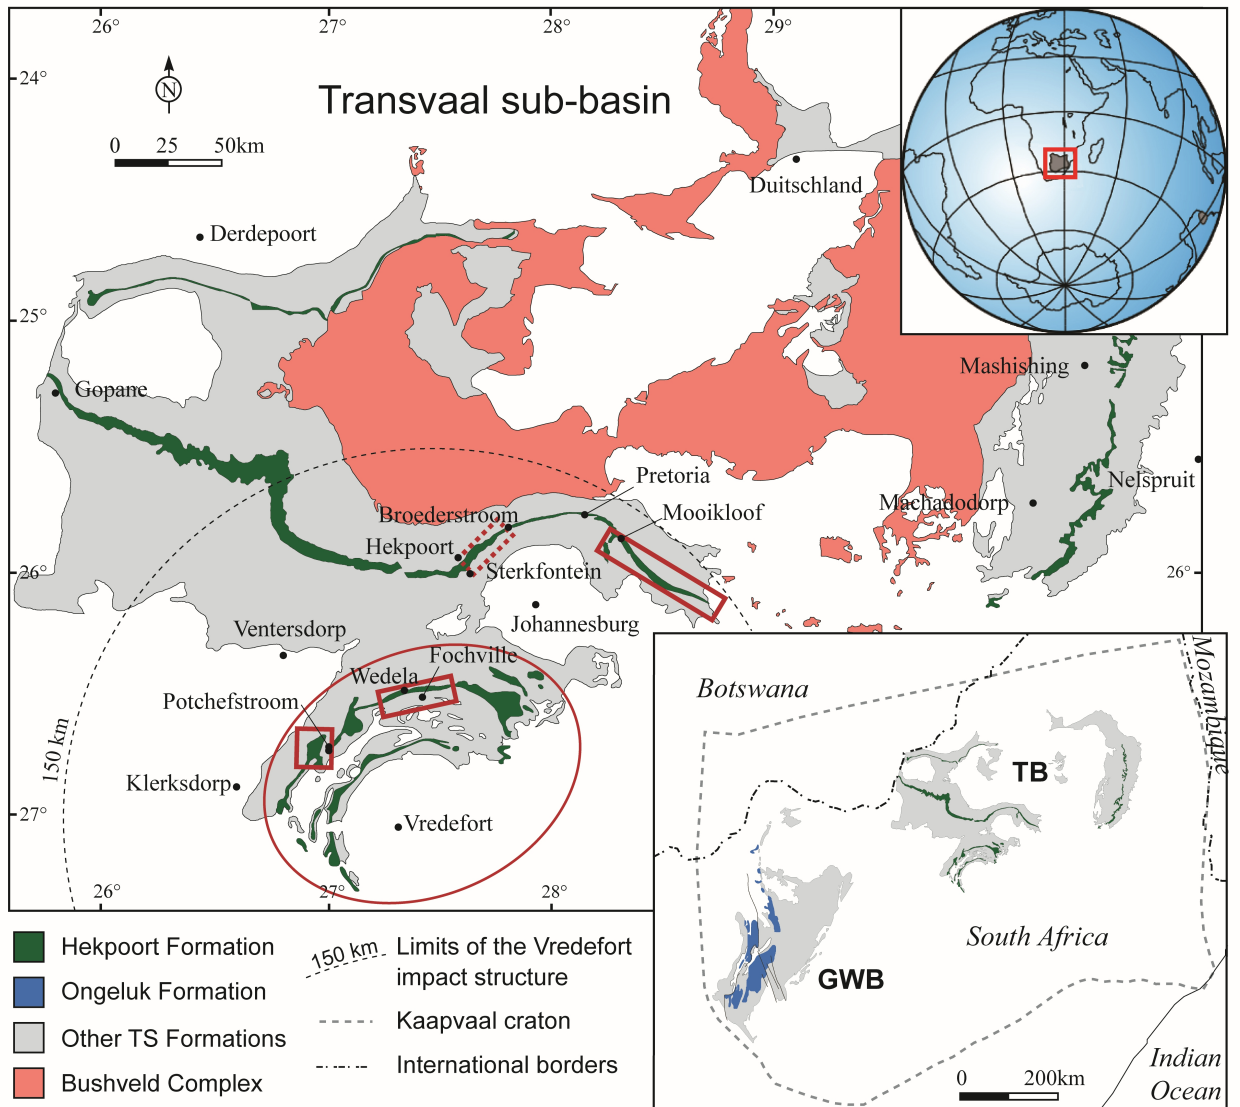 26°
27°
28°
29°
24°
N
Transvaal sub-basin
0 25 50km
Duitschland
Derdepoort
25°
Mashishing
Gopane
Nelspruit
Pretoria
Machadodorp
Broederstroom
Mooikloof
Hekpoort
26°
Sterkfontein
26°
Johannesburg
Ventersdorp
Fochville
Wedela
Potchefstroom
150 km
Klerksdorp
27°
Vredefort
26°
27°
28°
Botswana
Mozambique
TB
South Africa
GWB
0 200km
Indian
Ocean
Hekpoort Formation
Ongeluk Formation
Other TS Formations
Bushveld Complex
150 km
Limits of the Vredefort
impact structure
Kaapvaal craton
International borders